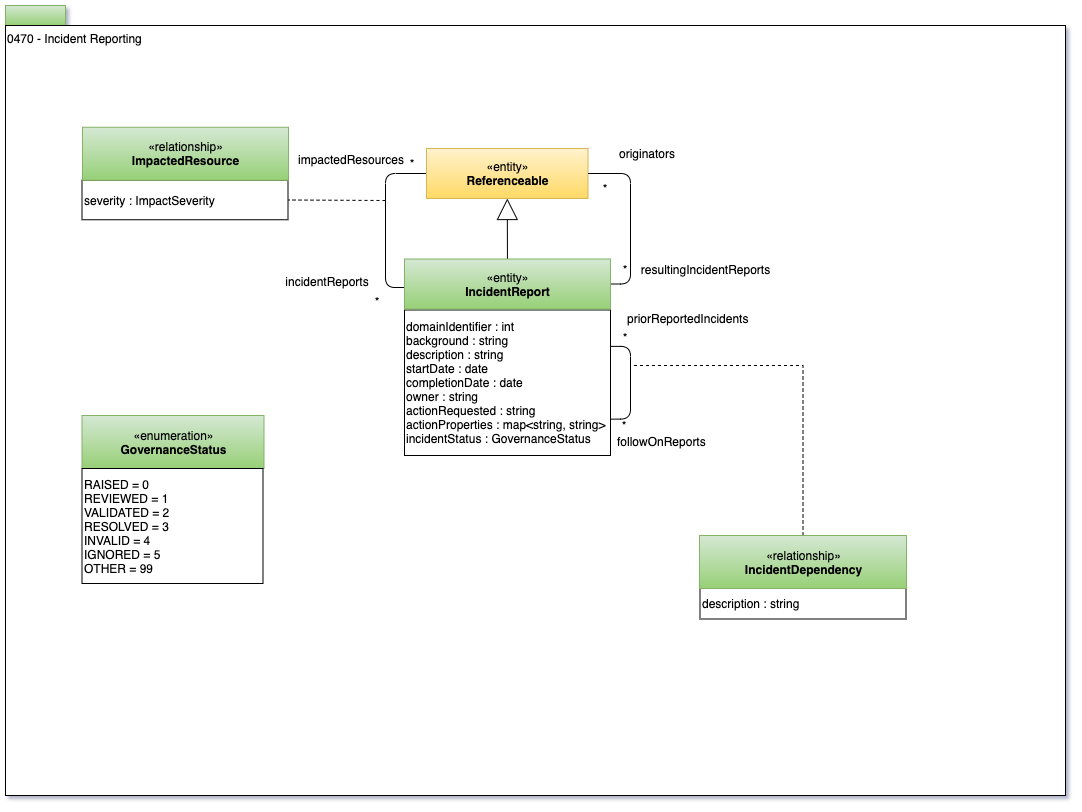 0470 - Incident Reporting
«relationship»
ImpactedResource
severity : ImpactSeverity
impactedResources *
«entity»
Referenceable
originators
*
incidentReports
*
* resultingIncidentReports
«entity»
IncidentReport
domainIdentifier : int
background : string
description : string
startDate : date
completionDate : date
owner : string
actionRequested : string
actionProperties : map<string, string>
incidentStatus : GovernanceStatus
priorReportedIncidents
*
*
followOnReports
«enumeration»
GovernanceStatus
RAISED = 0
REVIEWED = 1
VALIDATED = 2
RESOLVED = 3
INVALID = 4
IGNORED = 5
OTHER = 99
«relationship»
IncidentDependency
description : string